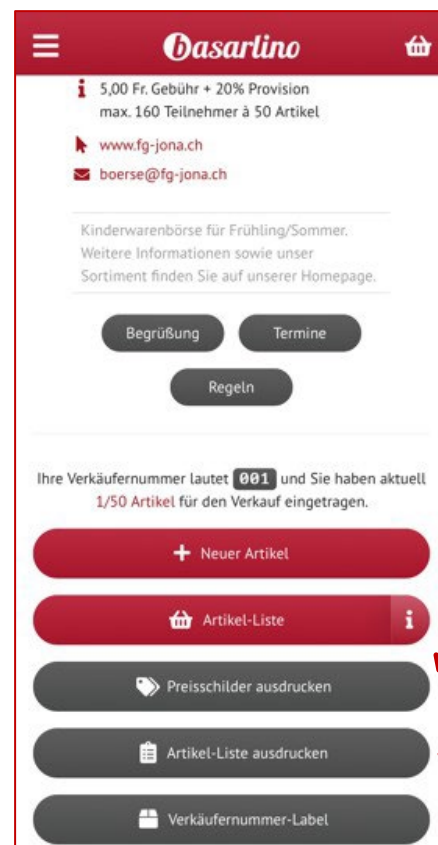 basarlino
5,00 Fr. Gebühr + 20% Provision
max. 160 Teilnehmer à 50 Artikel
www.fg-jona.ch
boerse@fg-jona.ch
Kinderwarenbörse für Frühling/Sommer.
Weitere Informationen sowie unser
Sortiment finden Sie auf unserer Homepage.
Begrüßung
Termine
Regeln
Ihre Verkäufernummer lautet 001 und Sie haben aktuell
1/50 Artikel für den Verkauf eingetragen.
Neuer Artikel
Artikel-Liste
Preisschilder ausdrucken
Artikel-Liste ausdrucken
Verkäufernummer-Label